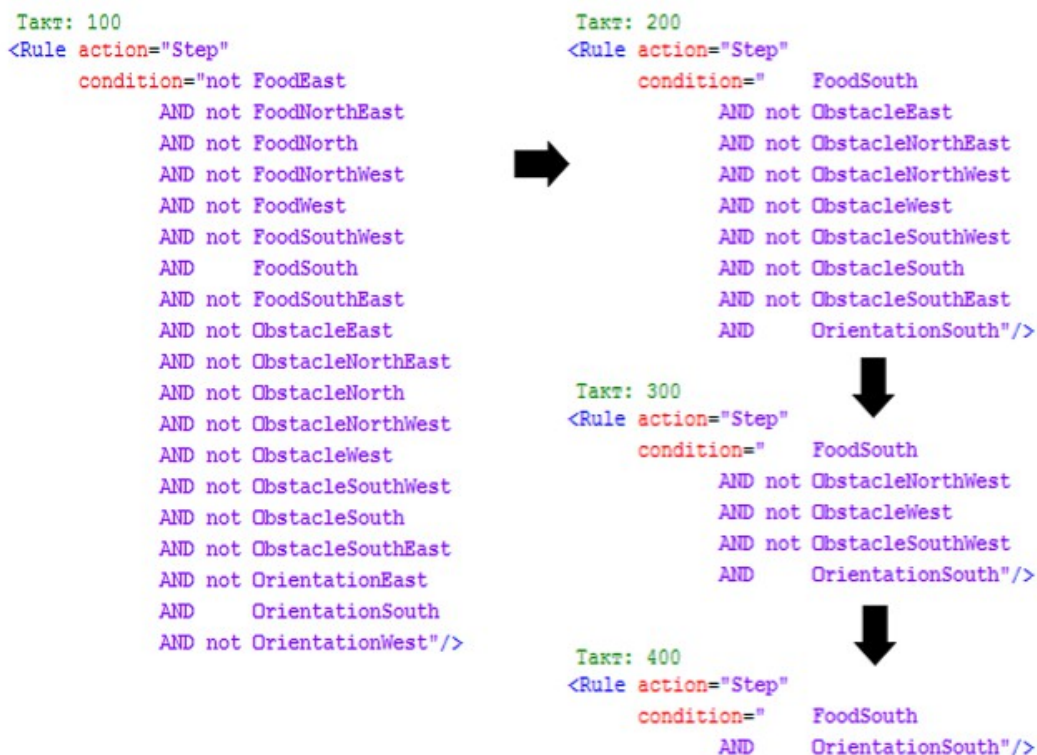 Такт: 100
<Rule action="Step"
condition="not FoodEast
AND not FoodNorthEast
AND not FoodNorth
AND not FoodNorthWest
AND not FoodWest
AND not FoodSouthWest
AND FoodSouth
AND not FoodSouthEast
AND not ObstacleEast
AND not ObstacleNorthEast
AND not ObstacleNorth
AND not ObstacleNorthWest
AND not ObstacleWest
AND not ObstacleSouthWest
AND not ObstacleSouth
AND not ObstacleSouthEast
AND not OrientationEast
AND OrientationSouth
AND not OrientationWest"/>
Такт: 200
<Rule action="Step"
condition=" FoodSouth
AND not ObstacleEast
AND not ObstacleNorthEast
AND not ObstacleNorthWest
AND not ObstacleWest
AND not ObstacleSouthWest
AND not ObstacleSouth
AND not ObstacleSouthEast
AND OrientationSouth"/>
Такт: 300
<Rule action="Step"
condition=" FoodSouth
AND not ObstacleNorthWest
AND not ObstacleWest
AND not ObstacleSouthWest
AND OrientationSouth"/>
Такт: 400
<Rule action="Step"
condition=" FoodSouth
AND OrientationSouth"/>